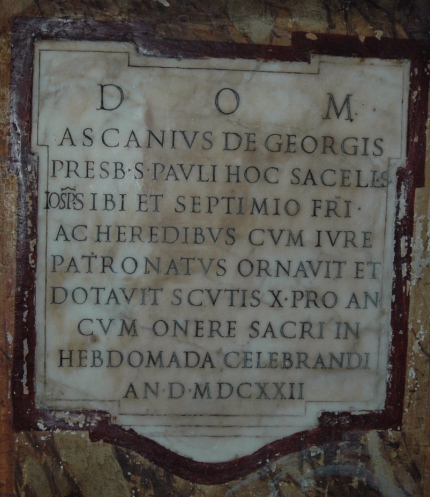 D O M
ASCANIVS DE GEORGIS
PRESB·S·PAVLI HOC SACELL
SIBI ET SEPTIMIO FRI·
AC HEREDIBVS CVM IVRE
PATRONATVS ORNAVIT ET
DOTAVIT SCVTIS X·PRO AN
CVM ONERE SACRI IN
HEBDOMADA CELEBRANDI
AN·D·MDCXXII